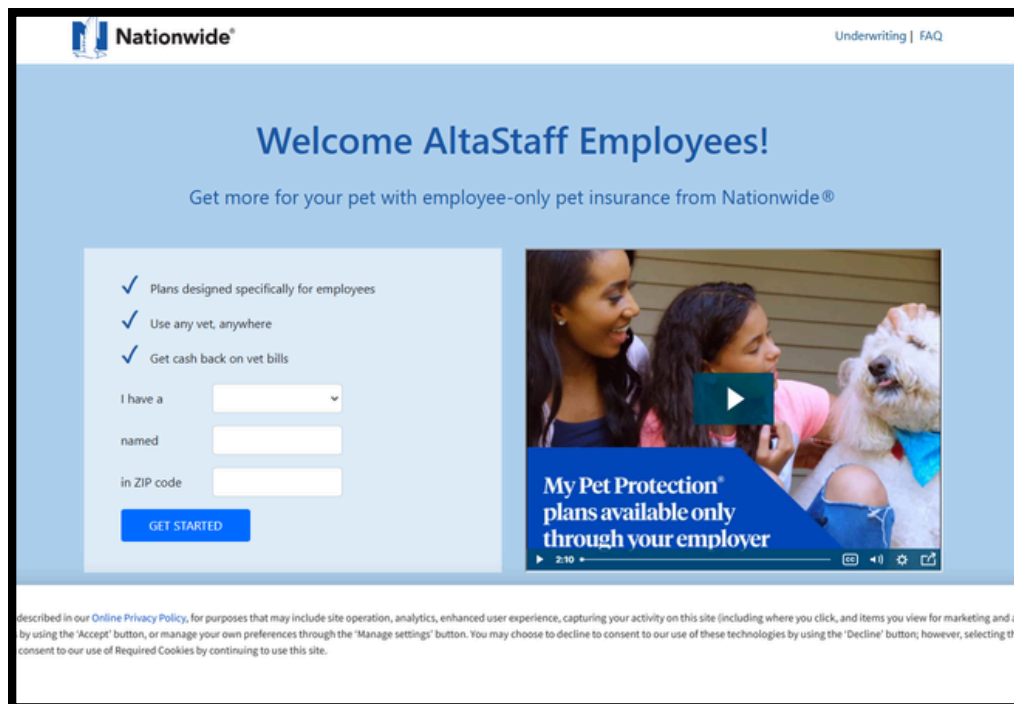 Nationwide®
Underwriting | FAQ
Welcome AltaStaff Employees!
Get more for your pet with employee-only pet insurance from Nationwide®
Plans designed specifically for employees
Use any vet, anywhere
Get cash back on vet bills
I have a
named
in ZIP code
GET STARTED
My Pet Protection®
plans available only
through your employer
2:10
CC
described in our Online Privacy Policy, for purposes that may include site operation, analytics, enhanced user experience, capturing your activity on this site (including where you click, and items you view for marketing and a
by using the 'Accept' button, or manage your own preferences through the 'Manage settings' button. You may choose to decline to consent to our use of these technologies by using the 'Decline' button; however, selecting th
consent to our use of Required Cookies by continuing to use this site.